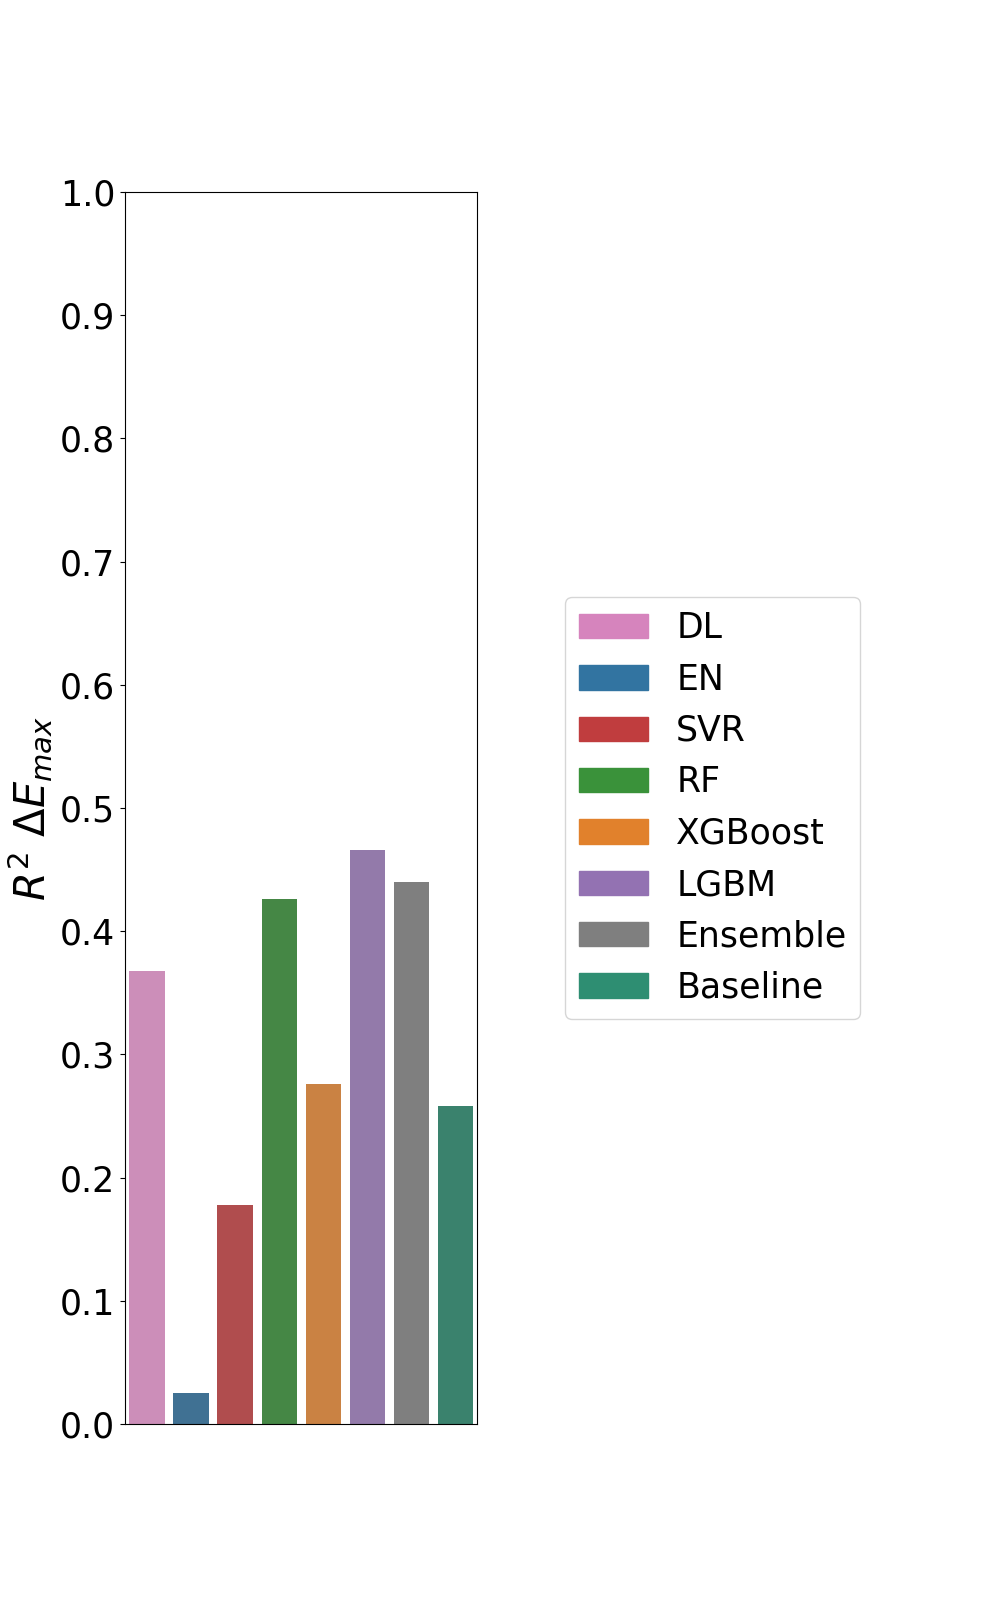 1.0
0.9
0.8
0.7
0.6
0.5
0.4
0.3
0.2
0.1
0.0
R² ΔE_max
DL
EN
SVR
RF
XGBoost
LGBM
Ensemble
Baseline